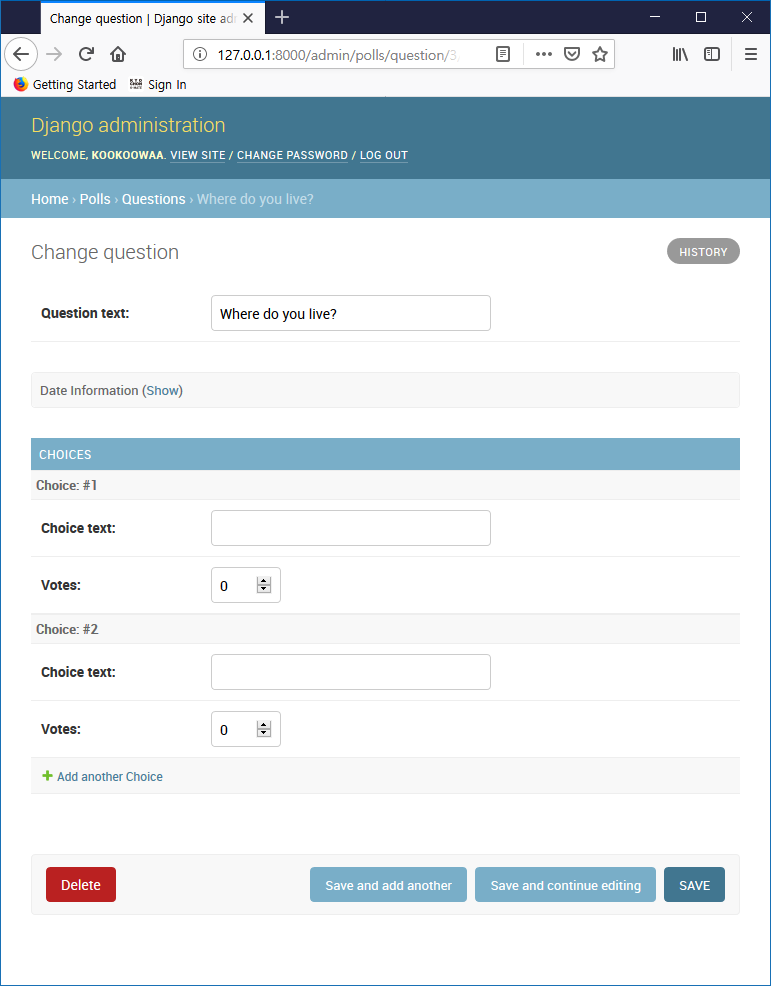 Change question | Django site ad
127.0.0.1:8000/admin/polls/question/3
Getting Started Sign In
Django administration
WELCOME, KOOKOOWAA. VIEW SITE / CHANGE PASSWORD / LOG OUT
Home › Polls › Questions › Where do you live?
Change question HISTORY
Question text: Where do you live?
Date Information (Show)
CHOICES
Choice: #1
Choice text:
Votes: 0
Choice: #2
Choice text:
Votes: 0
Add another Choice
Delete Save and add another Save and continue editing SAVE